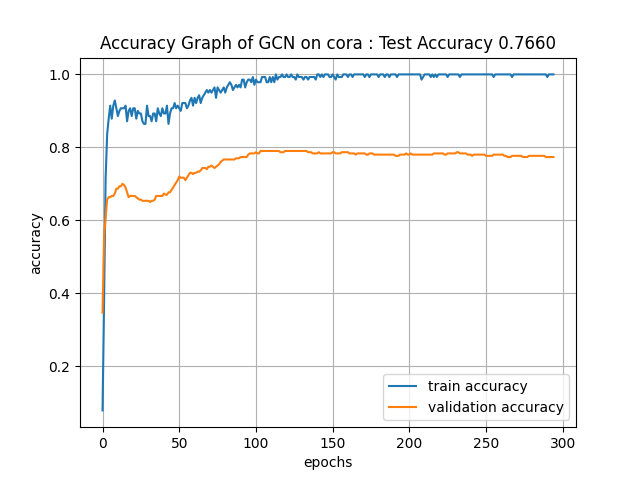 Accuracy Graph of GCN on cora : Test Accuracy 0.7660
1.0
0.8
0.6
0.4
0.2
accuracy
0 50 100 150 200 250 300
epochs
train accuracy
validation accuracy